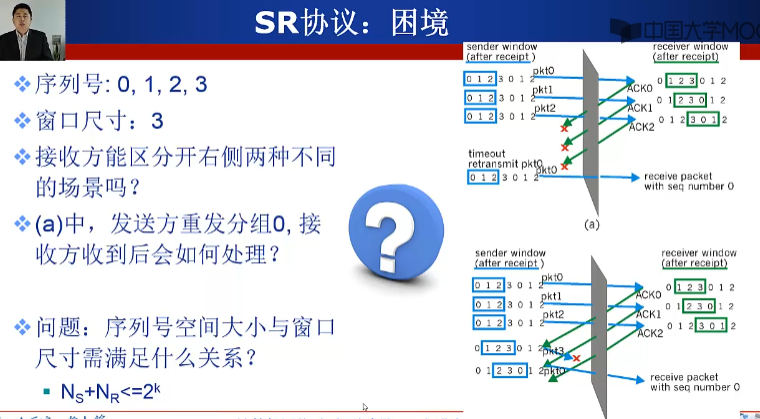 SR协议：困境
中国大学MOO
❖序列号: 0, 1, 2, 3
❖窗口尺寸：3
❖接收方能区分开右侧两种不同
的场景吗？
❖(a)中，发送方重发分组0, 接
收方收到后会如何处理？
❖问题：序列号空间大小与窗口
尺寸需满足什么关系？
▪ NS+NR<=2k
sender window
(after receipt)
receiver window
(after receipt)
0 1 2 3 0 1 2 pkt0
0 1 2 3 0 1 2 pkt1
0 1 2 3 0 1 2 pkt2
ACK0 0 1 2 3 0 1 2
ACK1 0 1 2 3 0 1 2
ACK2 0 1 2 3 0 1 2
timeout
retransmit pkt0
0 1 2 3 0 1 2 pkt0
receive packet
with seq number 0
(a)
sender window
(after receipt)
receiver window
(after receipt)
0 1 2 3 0 1 2 pkt0
0 1 2 3 0 1 2 pkt1
0 1 2 3 0 1 2 pkt2
ACK0 0 1 2 3 0 1 2
ACK1 0 1 2 3 0 1 2
ACK2 0 1 2 3 0 1 2
0 1 2 3 0 1 2 pkt3
0 1 2 3 0 1 2 pkt0
receive packet
with seq number 0